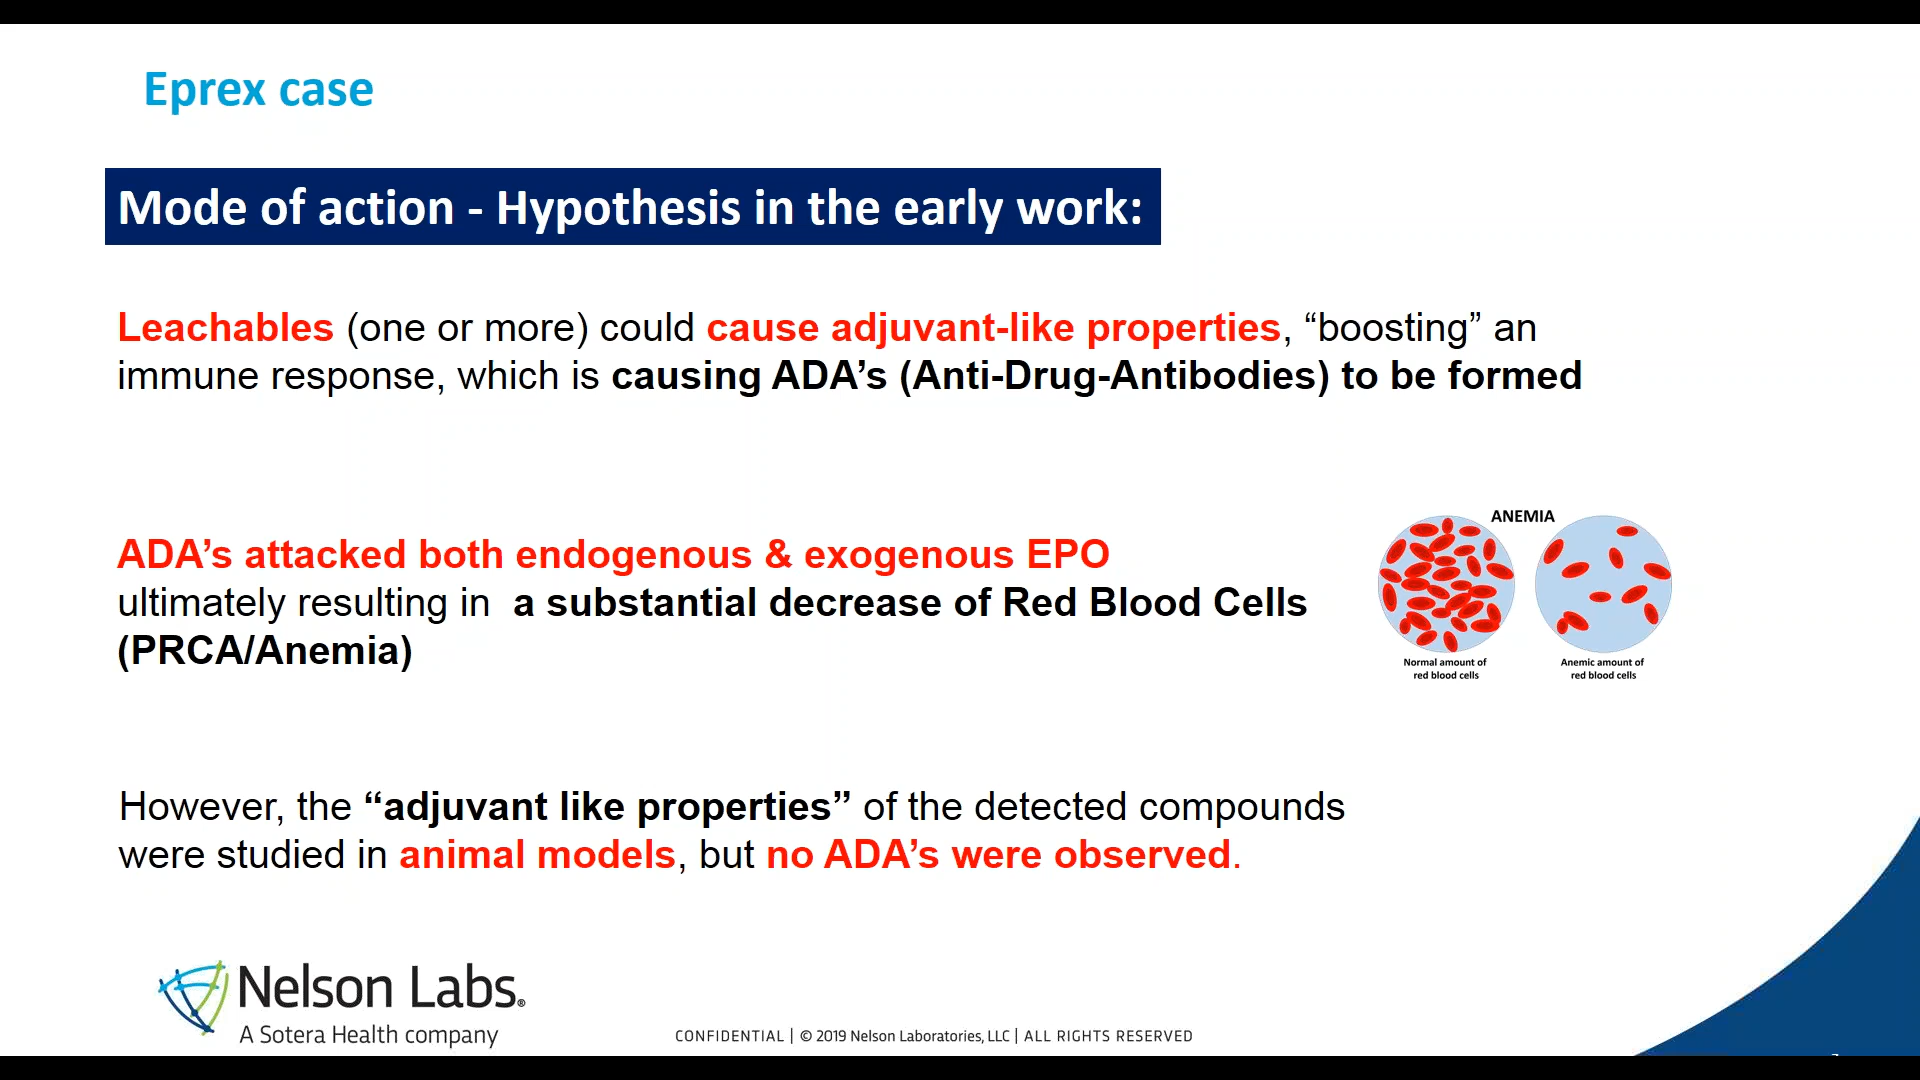 Eprex case
Mode of action - Hypothesis in the early work:
Leachables (one or more) could cause adjuvant-like properties, “boosting” an
immune response, which is causing ADA’s (Anti-Drug-Antibodies) to be formed
ADA’s attacked both endogenous & exogenous EPO
ultimately resulting in a substantial decrease of Red Blood Cells
(PRCA/Anemia)
ANEMIA
Normal amount of
red blood cells
Anemic amount of
red blood cells
However, the “adjuvant like properties” of the detected compounds
were studied in animal models, but no ADA’s were observed.
Nelson Labs®
A Sotera Health company
CONFIDENTIAL | © 2019 Nelson Laboratories, LLC | ALL RIGHTS RESERVED